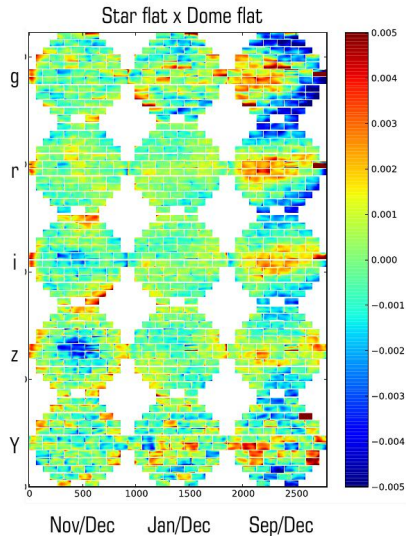 Star flat x Dome flat
g
r
i
z
Y
0 500 1000 1500 2000 2500
Nov/Dec Jan/Dec Sep/Dec
0.005
0.004
0.003
0.002
0.001
0.000
−0.001
−0.002
−0.003
−0.004
−0.005